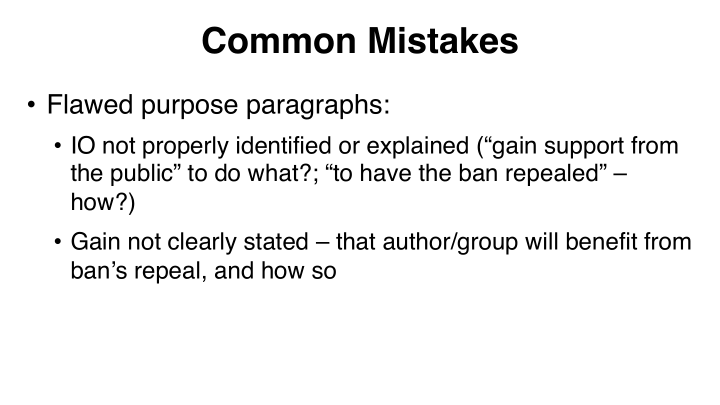 Common Mistakes
• Flawed purpose paragraphs:
• IO not properly identified or explained (“gain support from
the public” to do what?; “to have the ban repealed” –
how?)
• Gain not clearly stated – that author/group will benefit from
ban’s repeal, and how so